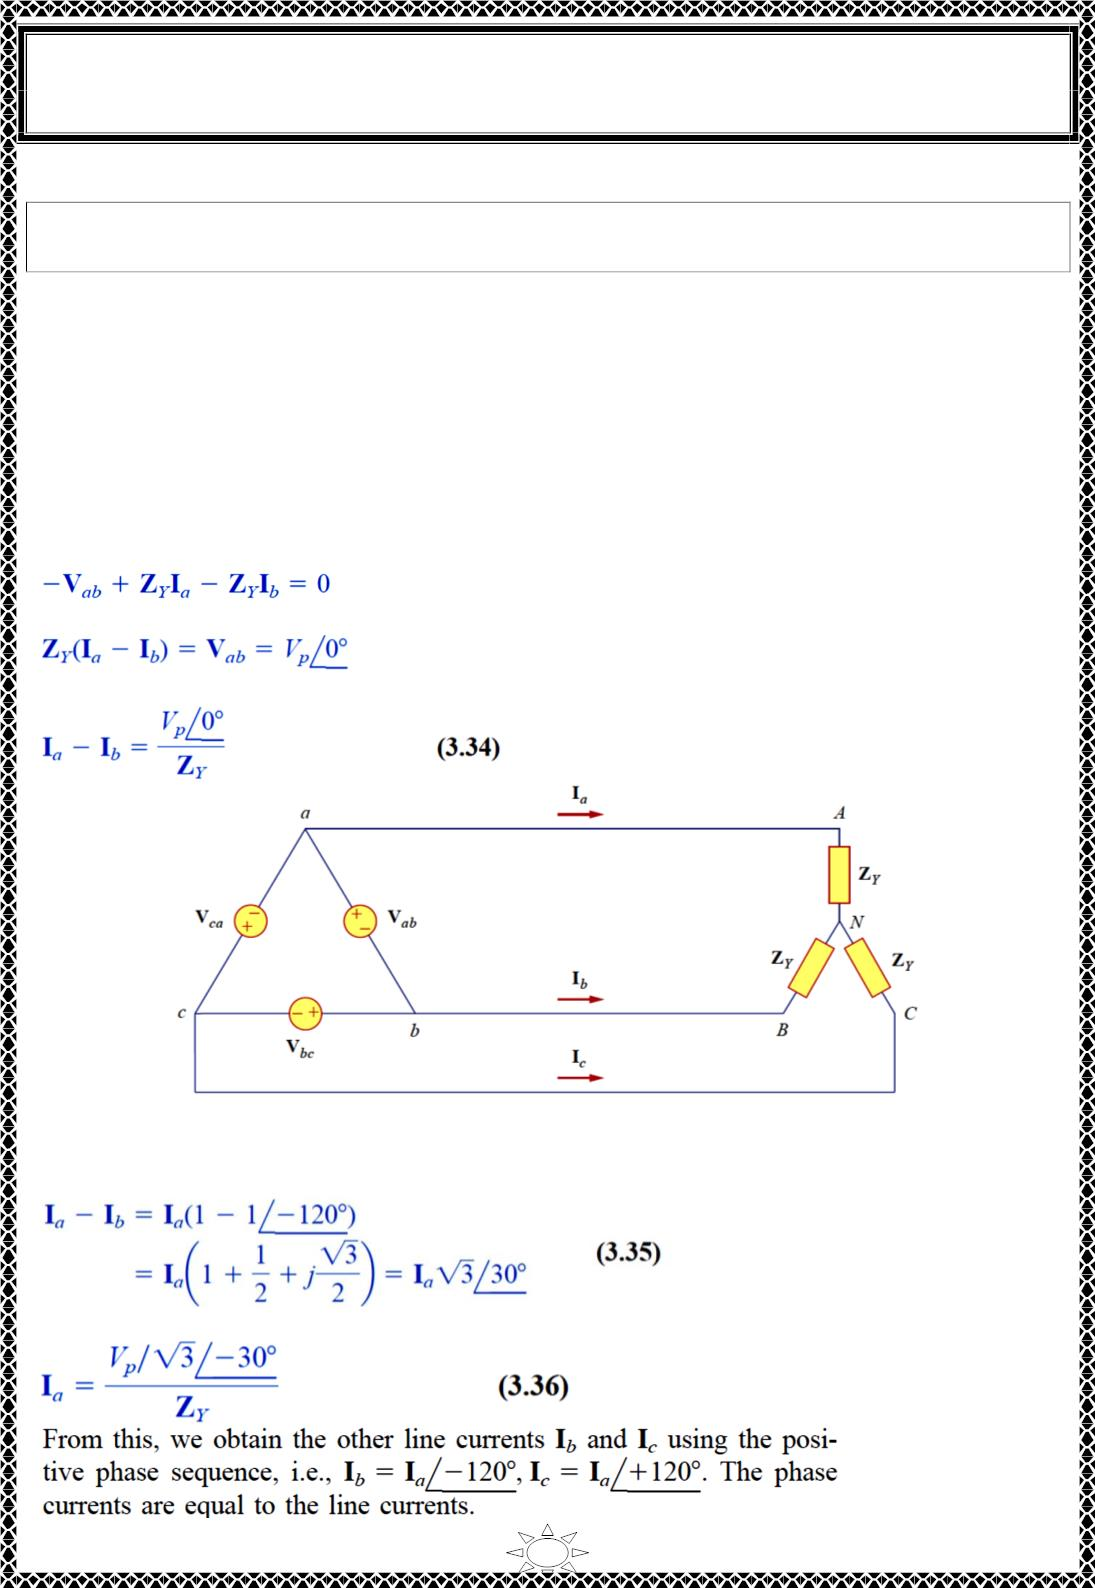 −V_ab + Z_Y I_a − Z_Y I_b = 0
Z_Y(I_a − I_b) = V_ab = V_p∠0°
I_a − I_b = V_p∠0° / Z_Y (3.34)
I_a
a A
Z_Y
V_ca − + + − V_ab N
Z_Y Z_Y
I_b
c − + b B C
V_bc
I_c
I_a − I_b = I_a(1 − 1∠−120°)
= I_a(1 + 1/2 + j√3/2) = I_a√3∠30° (3.35)
I_a = V_p/√3∠−30° / Z_Y (3.36)
From this, we obtain the other line currents I_b and I_c using the posi-
tive phase sequence, i.e., I_b = I_a∠−120°, I_c = I_a∠+120°. The phase
currents are equal to the line currents.